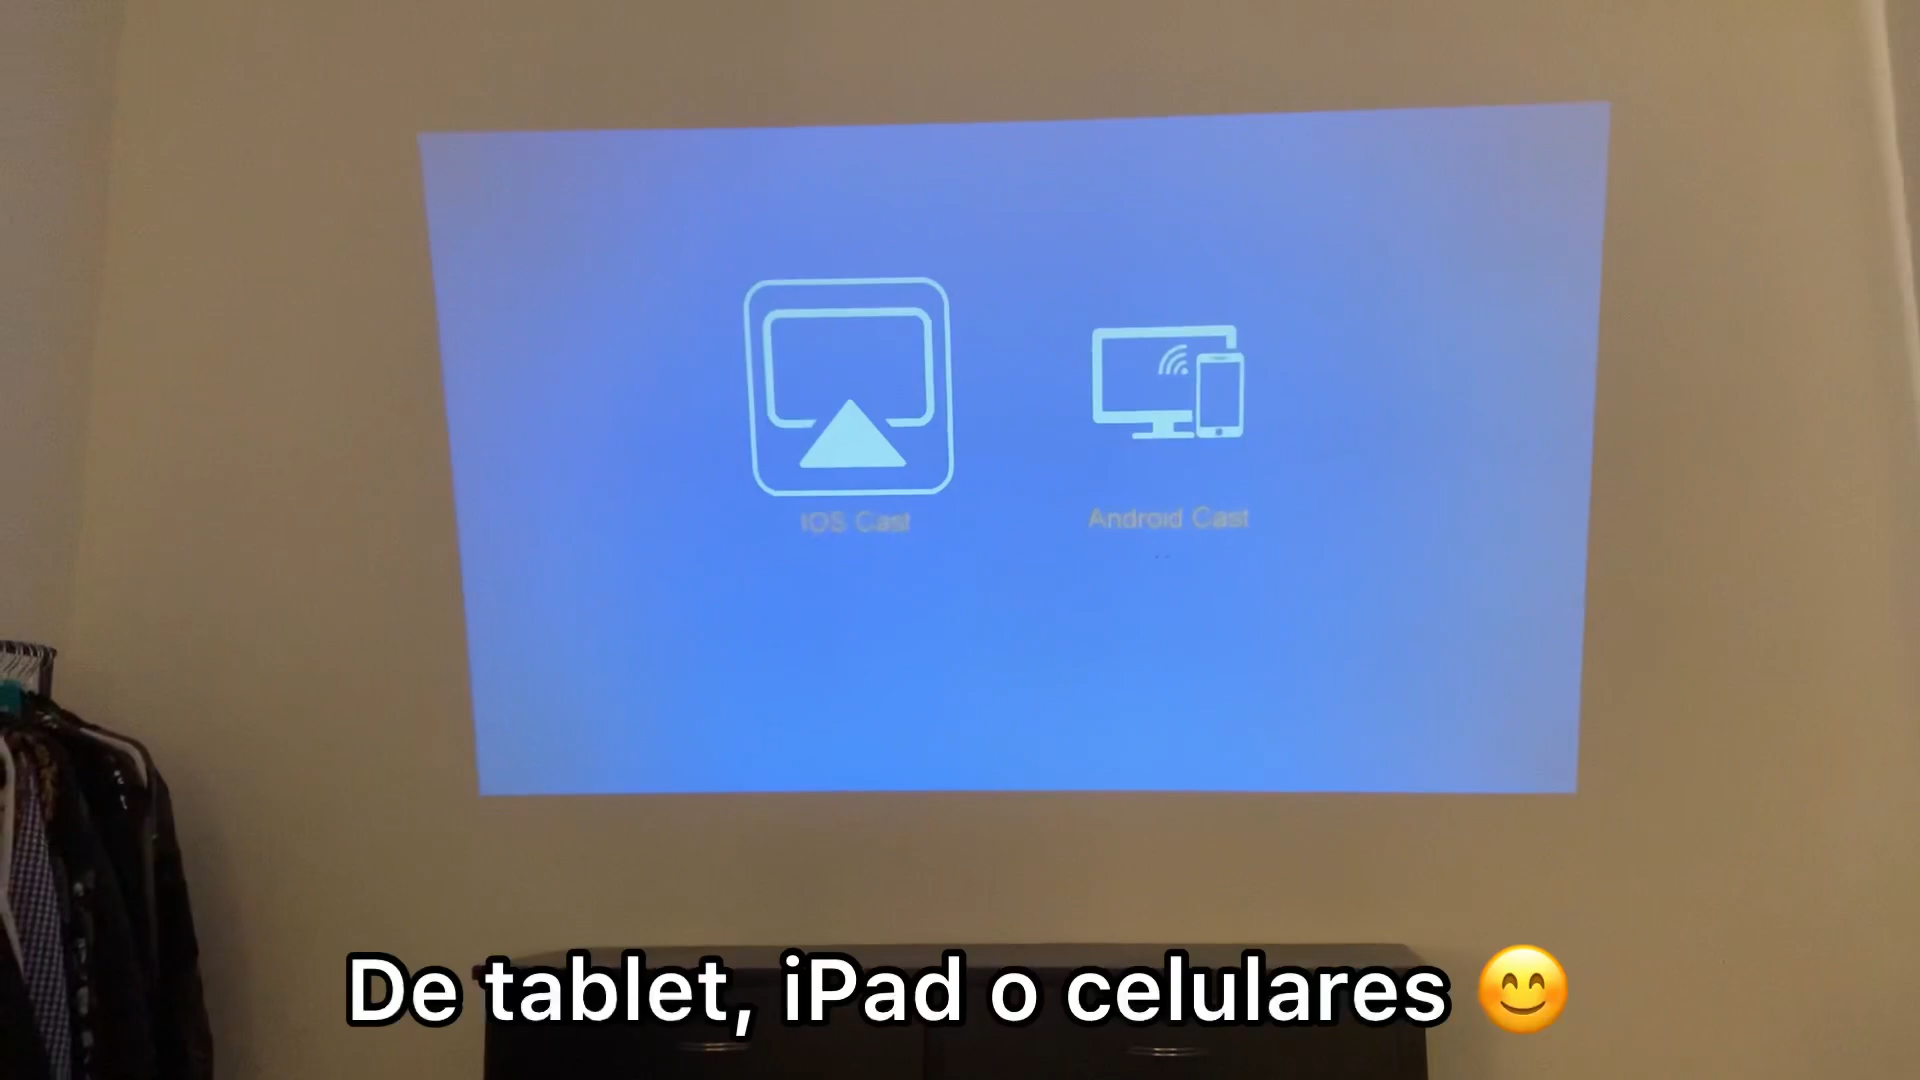 IOS Cast
Android Cast
De tablet, iPad o celulares 😊